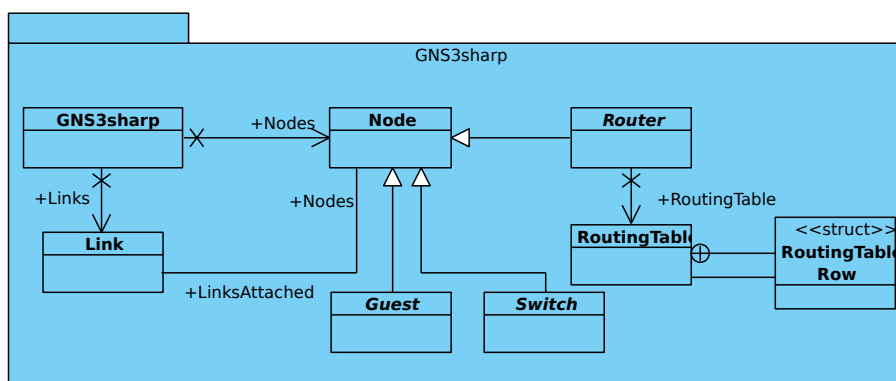 GNS3sharp
GNS3sharp
+Nodes
Node
Router
+Links
+Nodes
+RoutingTable
Link
RoutingTable
<<struct>>
RoutingTable
Row
+LinksAttached
Guest
Switch